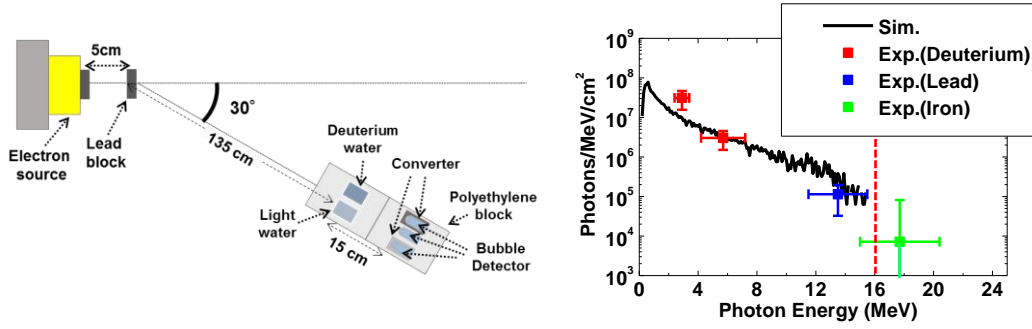 5cm
30°
Electron
source
Lead
block
135 cm
Deuterium
water
Converter
Polyethylene
block
Light
water
15 cm
Bubble
Detector
Sim.
Exp.(Deuterium)
Exp.(Lead)
Exp.(Iron)
Photons/MeV/cm²
10⁹
10⁸
10⁷
10⁶
10⁵
10⁴
10³
0 4 8 12 16 20 24
Photon Energy (MeV)